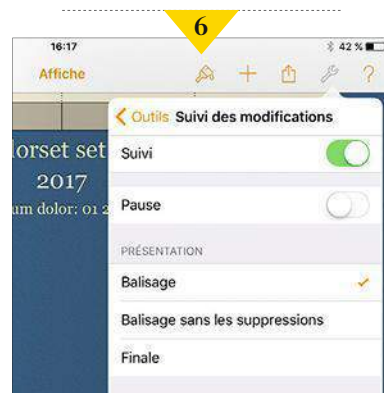 6
16:17
42 %
Affiche
?
Outils Suivi des modifications
Suivi
Pause
PRÉSENTATION
Balisage
Balisage sans les suppressions
Finale
lorset set
2017
um dolor: 01 2